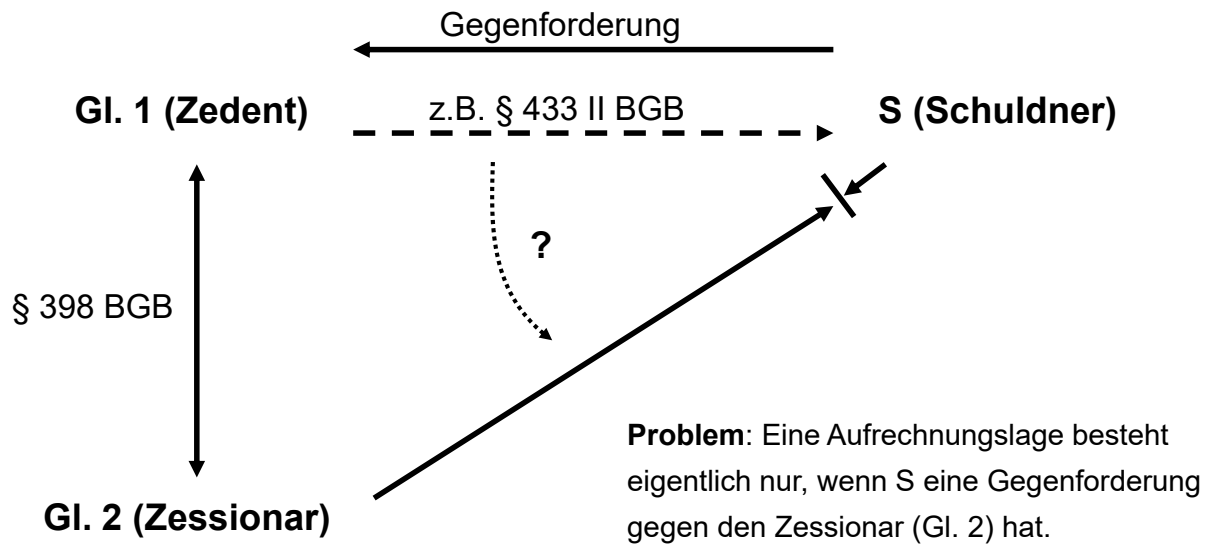 Gegenforderung
Gl. 1 (Zedent)
z.B. § 433 II BGB
S (Schuldner)
?
§ 398 BGB
Problem: Eine Aufrechnungslage besteht
eigentlich nur, wenn S eine Gegenforderung
gegen den Zessionar (Gl. 2) hat.
Gl. 2 (Zessionar)